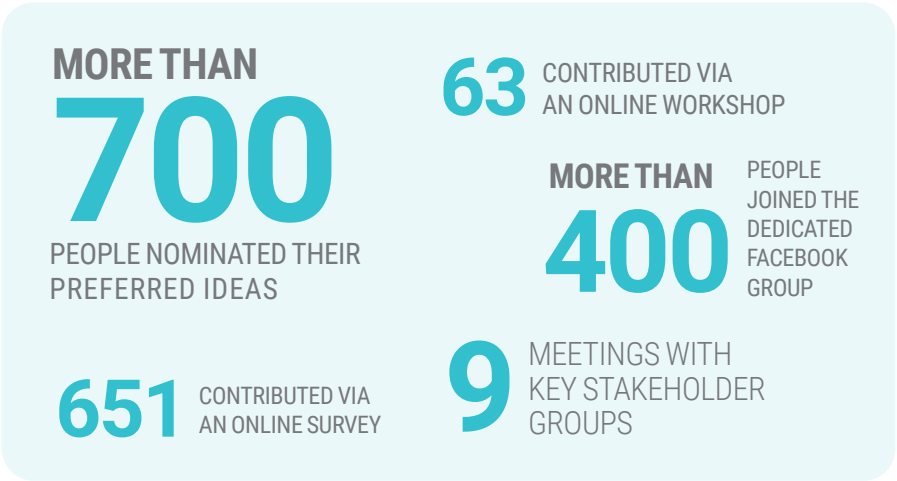 MORE THAN
700
PEOPLE NOMINATED THEIR
PREFERRED IDEAS
651
CONTRIBUTED VIA
AN ONLINE SURVEY
63
CONTRIBUTED VIA
AN ONLINE WORKSHOP
MORE THAN
400
PEOPLE
JOINED THE
DEDICATED
FACEBOOK
GROUP
9
MEETINGS WITH
KEY STAKEHOLDER
GROUPS